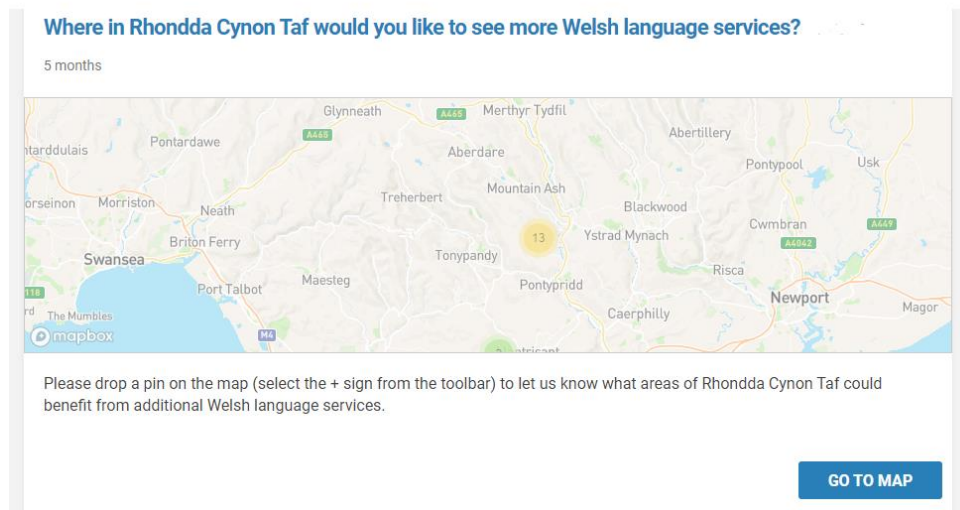 Where in Rhondda Cynon Taf would you like to see more Welsh language services?
5 months
Glynneath
A465
Merthyr Tydfil
A465
Abertillery
Pontardawe
ntarddulais
Aberdare
Pontypool
Usk
Mountain Ash
Treherbert
orseinon
Morriston
Neath
Blackwood
Cwmbran
A449
Briton Ferry
13
Ystrad Mynach
A4042
Swansea
Tonypandy
Risca
Maesteg
Port Talbot
Pontypridd
118
Newport
Magor
rd
The Mumbles
Caerphilly
mapbox
M4
atrisant
Please drop a pin on the map (select the + sign from the toolbar) to let us know what areas of Rhondda Cynon Taf could
benefit from additional Welsh language services.
GO TO MAP